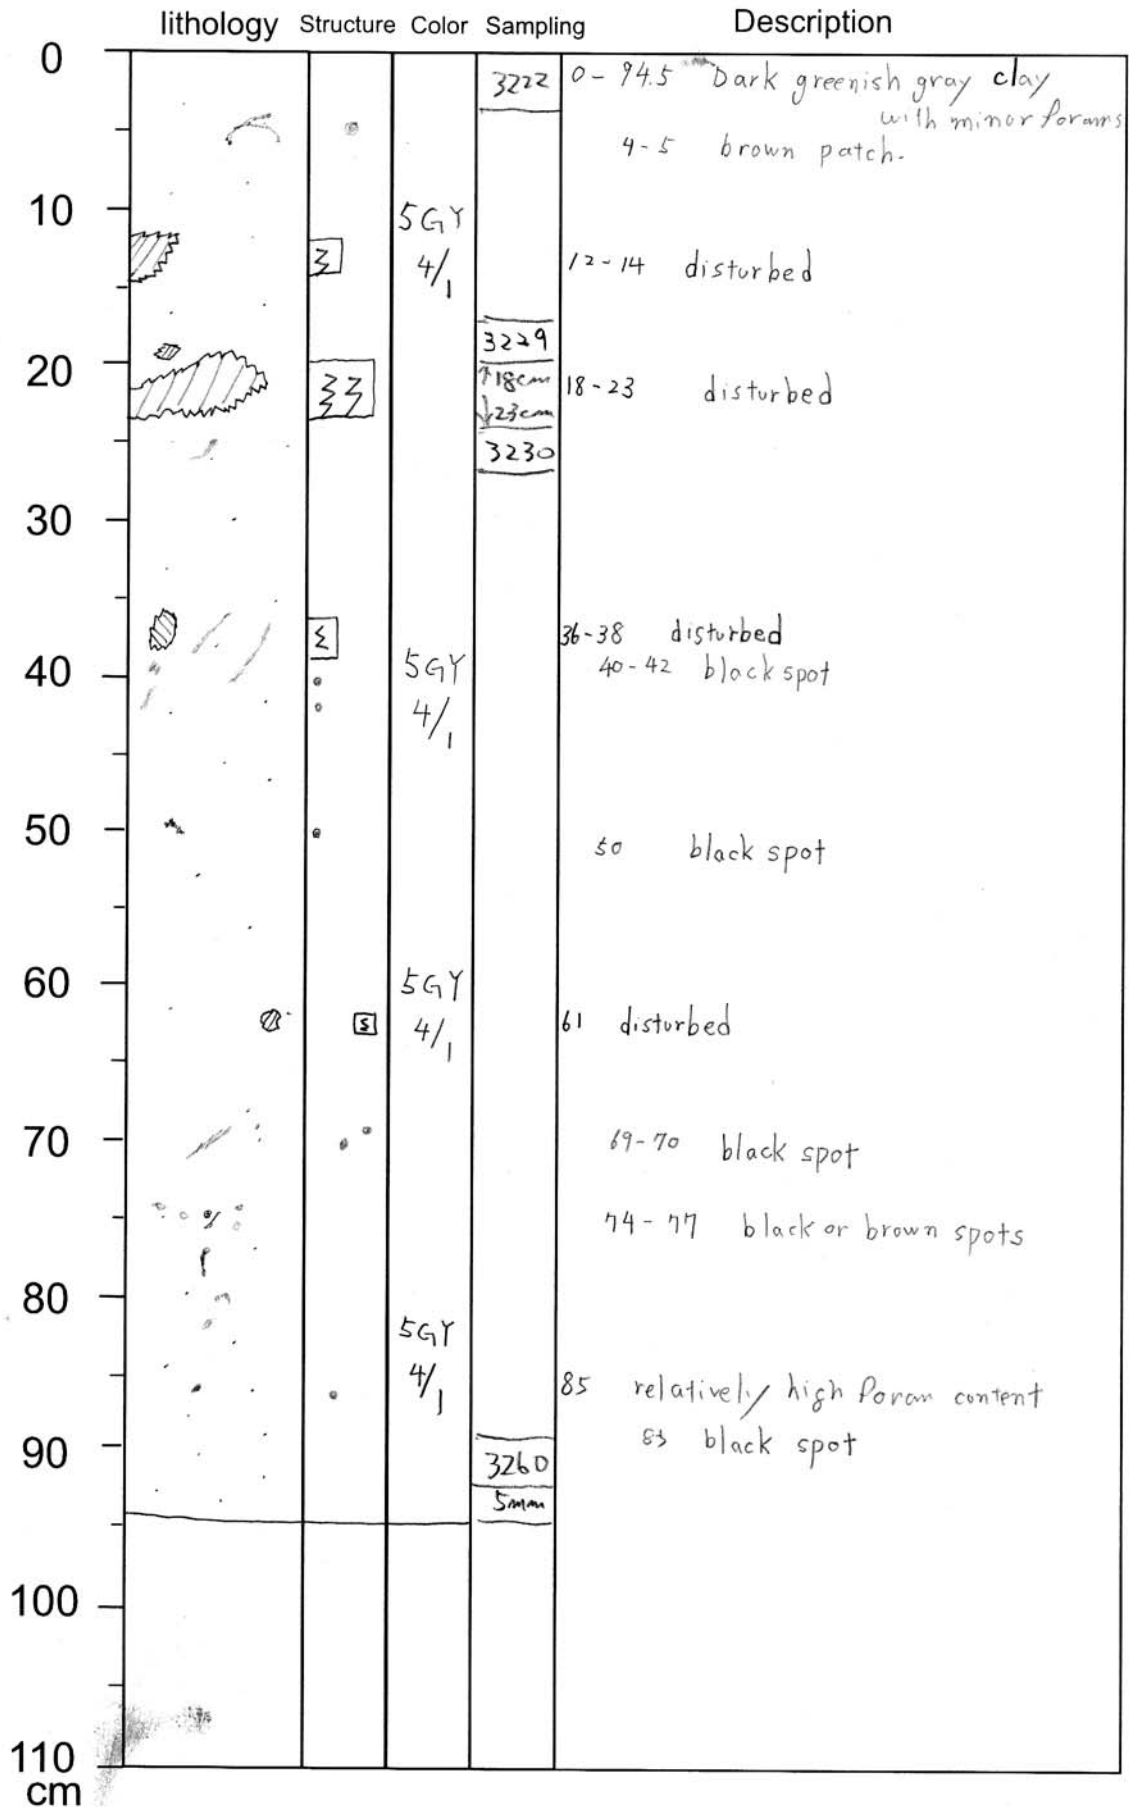 lithology Structure Color Sampling Description
0
3222 0 - 94.5 Dark greenish gray clay
with minor forams
4-5 brown patch.
10
5GY
4/1
12-14 disturbed
3229
20
↑18cm
18-23 disturbed
↓23cm
3230
30
36-38 disturbed
40
5GY
4/1
40-42 black spot
50
50 black spot
60
5GY
4/1
61 disturbed
70
69-70 black spot
74-77 black or brown spots
80
5GY
4/1
85 relatively high foram content
83 black spot
90
3260
5mm
100
110
cm